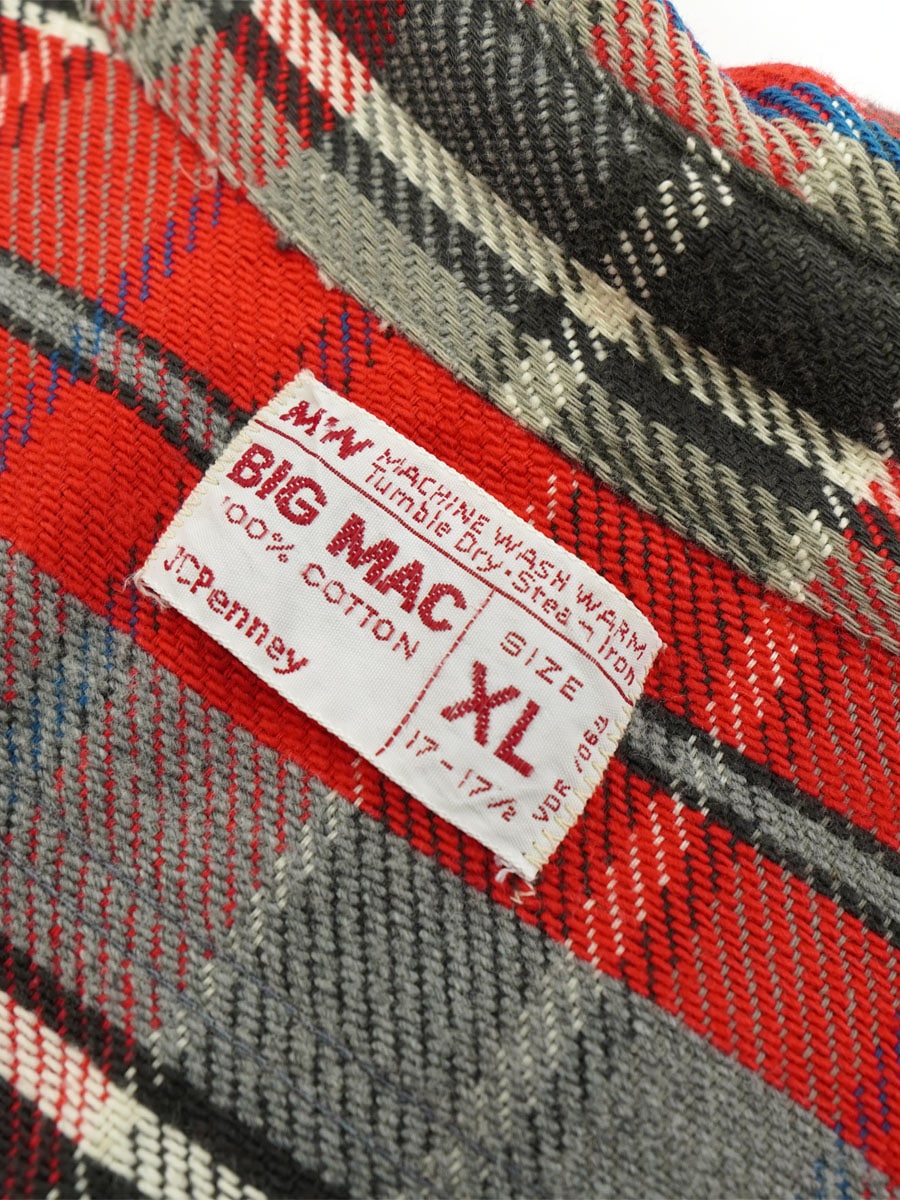 M/W MACHINE WASH WARM
Tumble Dry·Steam Iron
BIG MAC
100% COTTON
JCPenney
SIZE
XL
17-17½